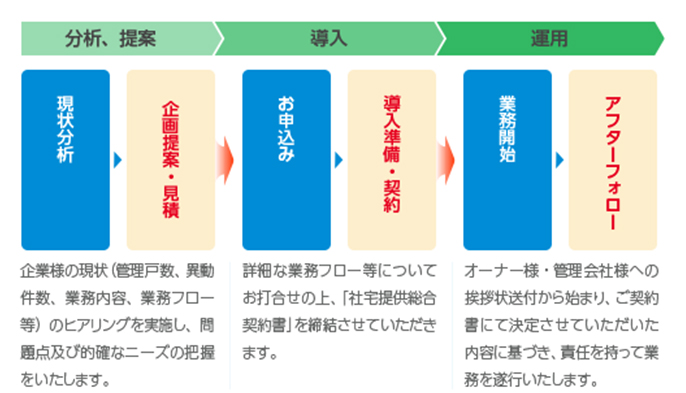 分析、提案
導入
運用
現状分析
企画提案・見積
お申込み
導入準備・契約
業務開始
アフターフォロー
企業様の現状（管理戸数、異動
件数、業務内容、業務フロー
等）のヒアリングを実施し、問
題点及び的確なニーズの把握
をいたします。
詳細な業務フロー等について
お打合せの上、「社宅提供総合
契約書」を締結させていただき
ます。
オーナー様・管理会社様への
挨拶状送付から始まり、ご契約
書にて決定させていただいた
内容に基づき、責任を持って業
務を遂行いたします。